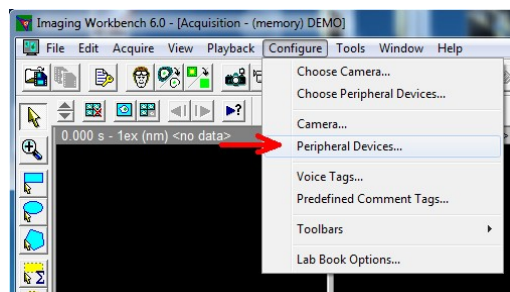 Imaging Workbench 6.0 - [Acquisition - (memory) DEMO]
File Edit Acquire View Playback Configure Tools Window Help
Choose Camera...
Choose Peripheral Devices...
Camera...
Peripheral Devices...
Voice Tags...
Predefined Comment Tags...
Toolbars
Lab Book Options...
0.000 s - 1ex (nm) <no data>
Σ